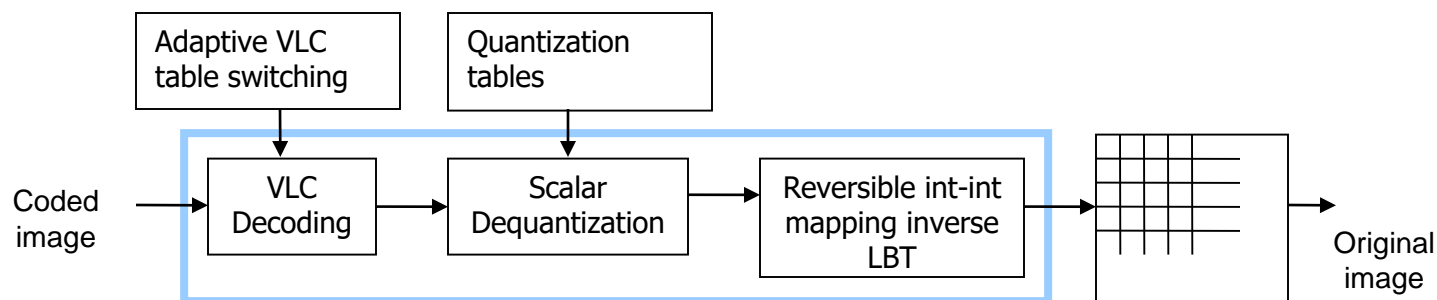 Adaptive VLC
table switching
Quantization
tables
Coded
image
VLC
Decoding
Scalar
Dequantization
Reversible int-int
mapping inverse
LBT
Original
image